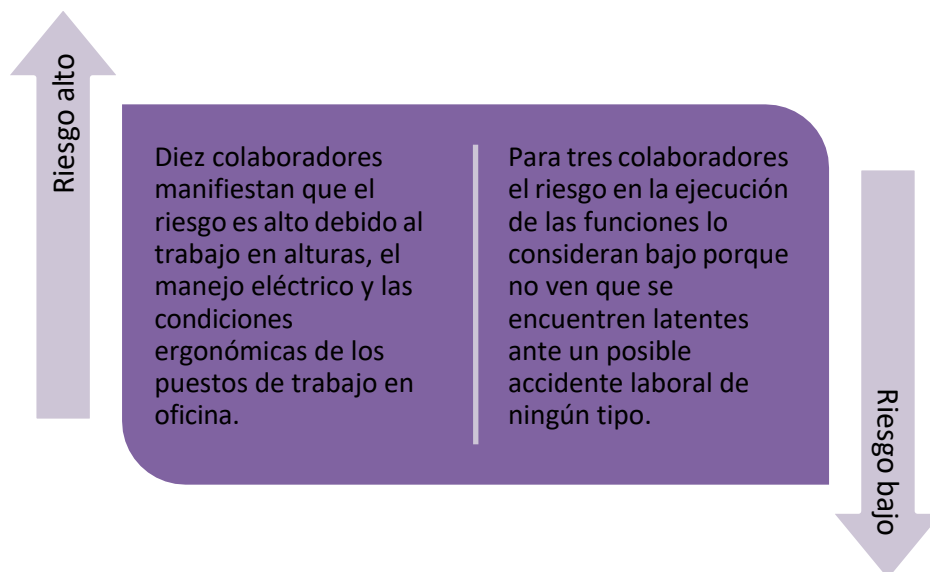 Riesgo alto
Diez colaboradores
manifiestan que el
riesgo es alto debido al
trabajo en alturas, el
manejo eléctrico y las
condiciones
ergonómicas de los
puestos de trabajo en
oficina.
Para tres colaboradores
el riesgo en la ejecución
de las funciones lo
consideran bajo porque
no ven que se
encuentren latentes
ante un posible
accidente laboral de
ningún tipo.
Riesgo bajo